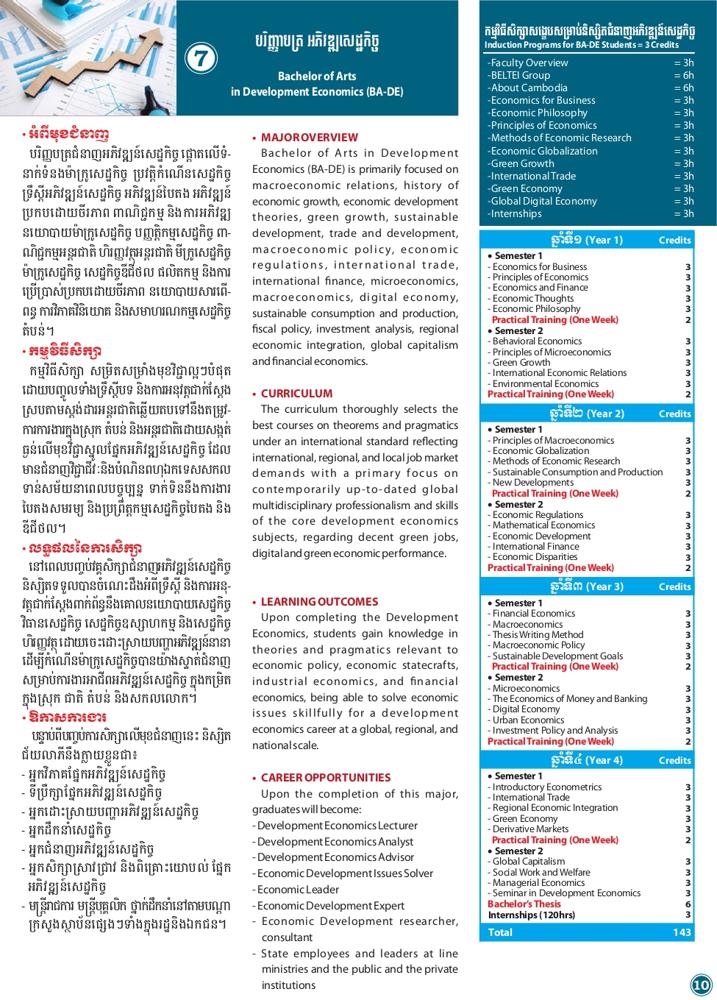 7
បរិញ្ញាបត្រ អភិវឌ្ឍសេដ្ឋកិច្ច
Bachelor of Arts
in Development Economics (BA-DE)
• អំពីមុខជំនាញ
បរិញ្ញាបត្រជំនាញអភិវឌ្ឍន៍សេដ្ឋកិច្ច ផ្តោតលើទំ-
នាក់ទំនងម៉ាក្រូសេដ្ឋកិច្ច ប្រវត្តិកំណើនសេដ្ឋកិច្ច
ទ្រឹស្តីអភិវឌ្ឍន៍សេដ្ឋកិច្ច អភិវឌ្ឍន៍បៃតង អភិវឌ្ឍន៍
ប្រកបដោយចីរភាព ពាណិជ្ជកម្ម និងការអភិវឌ្ឍ
នយោបាយម៉ាក្រូសេដ្ឋកិច្ច បញ្ញត្តិកម្មសេដ្ឋកិច្ច ពា-
ណិជ្ជកម្មអន្តរជាតិ ហិរញ្ញវត្ថុអន្តរជាតិ មីក្រូសេដ្ឋកិច្ច
ម៉ាក្រូសេដ្ឋកិច្ច សេដ្ឋកិច្ចឌីជីថល ផលិតកម្ម និងការ
ប្រើប្រាស់ប្រកបដោយចីរភាព នយោបាយសារពើ-
ពន្ធ ការវិភាគវិនិយោគ និងសមាហរណកម្មសេដ្ឋកិច្ច
តំបន់។
• កម្មវិធីសិក្សា
កម្មវិធីសិក្សា សម្រិតសម្រាំងមុខវិជ្ជាល្អៗបំផុត
ដោយបញ្ចូលទាំងទ្រឹស្តីបទ និងការអនុវត្តជាក់ស្តែង
ស្របតាមស្តង់ដារអន្តរជាតិឆ្លើយតបទៅនឹងតម្រូវ-
ការការងារក្នុងស្រុក តំបន់ និងអន្តរជាតិដោយសង្កត់
ធ្ងន់លើមុខវិជ្ជាស្នូលផ្នែកអភិវឌ្ឍន៍សេដ្ឋកិច្ច ដែល
មានជំនាញវិជ្ជាជីវៈនិងបំណិនពហុឯកទេសសកល
ទាន់សម័យនាពេលបច្ចុប្បន្ន ទាក់ទិននឹងការងារ
បៃតងសមរម្យ និងប្រព្រឹត្តកម្មសេដ្ឋកិច្ចបៃតង និង
ឌីជីថល។
• លទ្ធផលនៃការសិក្សា
នៅពេលបញ្ចប់វគ្គសិក្សាជំនាញអភិវឌ្ឍន៍សេដ្ឋកិច្ច
និស្សិតទទួលបានចំណេះដឹងអំពីទ្រឹស្តី និងការអនុ-
វត្តជាក់ស្តែងពាក់ព័ន្ធនឹងគោលនយោបាយសេដ្ឋកិច្ច
វិធានសេដ្ឋកិច្ច សេដ្ឋកិច្ចឧស្សាហកម្ម និងសេដ្ឋកិច្ច
ហិរញ្ញវត្ថុ ដោយចេះដោះស្រាយបញ្ហាអភិវឌ្ឍន៍នានា
ដើម្បីកំណើនម៉ាក្រូសេដ្ឋកិច្ចបានយ៉ាងស្ទាត់ជំនាញ
សម្រាប់ការងារអាជីពអភិវឌ្ឍន៍សេដ្ឋកិច្ច ក្នុងកម្រិត
ក្នុងស្រុក ជាតិ តំបន់ និងសកលលោក។
• ឱកាសការងារ
បន្ទាប់ពីបញ្ចប់ការសិក្សាលើមុខជំនាញនេះ និស្សិត
ជ័យលាភីនឹងក្លាយខ្លួនជា៖
- អ្នកវិភាគផ្នែកអភិវឌ្ឍន៍សេដ្ឋកិច្ច
- ទីប្រឹក្សាផ្នែកអភិវឌ្ឍន៍សេដ្ឋកិច្ច
- អ្នកដោះស្រាយបញ្ហាអភិវឌ្ឍន៍សេដ្ឋកិច្ច
- អ្នកដឹកនាំសេដ្ឋកិច្ច
- អ្នកជំនាញអភិវឌ្ឍន៍សេដ្ឋកិច្ច
- អ្នកសិក្សាស្រាវជ្រាវ និងពិគ្រោះយោបល់ ផ្នែក
អភិវឌ្ឍន៍សេដ្ឋកិច្ច
- មន្ត្រីរាជការ មន្ត្រីបុគ្គលិក ថ្នាក់ដឹកនាំនៅតាមបណ្តា
ក្រសួងស្ថាប័នផ្សេងៗទាំងក្នុងរដ្ឋនិងឯកជន។
• MAJOR OVERVIEW
Bachelor of Arts in Development
Economics (BA-DE) is primarily focused on
macroeconomic relations, history of
economic growth, economic development
theories, green growth, sustainable
development, trade and development,
macroeconomic policy, economic
regulations, international trade,
international finance, microeconomics,
macroeconomics, digital economy,
sustainable consumption and production,
fiscal policy, investment analysis, regional
economic integration, global capitalism
and financial economics.
• CURRICULUM
The curriculum thoroughly selects the
best courses on theorems and pragmatics
under an international standard reflecting
international, regional, and local job market
demands with a primary focus on
contemporarily up-to-dated global
multidisciplinary professionalism and skills
of the core development economics
subjects, regarding decent green jobs,
digital and green economic performance.
• LEARNING OUTCOMES
Upon completing the Development
Economics, students gain knowledge in
theories and pragmatics relevant to
economic policy, economic statecrafts,
industrial economics, and financial
economics, being able to solve economic
issues skillfully for a development
economics career at a global, regional, and
national scale.
• CAREER OPPORTUNITIES
Upon the completion of this major,
graduates will become:
- Development Economics Lecturer
- Development Economics Analyst
- Development Economics Advisor
- Economic Development Issues Solver
- Economic Leader
- Economic Development Expert
- Economic Development researcher,
consultant
- State employees and leaders at line
ministries and the public and the private
institutions
កម្មវិធីសិក្សាសង្ខេបសម្រាប់និស្សិតជំនាញអភិវឌ្ឍន៍សេដ្ឋកិច្ច
Induction Programs for BA-DE Students = 3 Credits
-Faculty Overview = 3h
-BELTEI Group = 6h
-About Cambodia = 6h
-Economics for Business = 3h
-Economic Philosophy = 3h
-Principles of Economics = 3h
-Methods of Economic Research = 3h
-Economic Globalization = 3h
-Green Growth = 3h
-International Trade = 3h
-Green Economy = 3h
-Global Digital Economy = 3h
-Internships = 3h
ឆ្នាំទី១ (Year 1) Credits
• Semester 1
- Economics for Business 3
- Principles of Economics 3
- Economics and Finance 3
- Economic Thoughts 3
- Economic Philosophy 3
Practical Training (One Week) 2
• Semester 2
- Behavioral Economics 3
- Principles of Microeconomics 3
- Green Growth 3
- International Economic Relations 3
- Environmental Economics 3
Practical Training (One Week) 2
ឆ្នាំទី២ (Year 2) Credits
• Semester 1
- Principles of Macroeconomics 3
- Economic Globalization 3
- Methods of Economic Research 3
- Sustainable Consumption and Production 3
- New Developments 3
Practical Training (One Week) 2
• Semester 2
- Economic Regulations 3
- Mathematical Economics 3
- Economic Development 3
- International Finance 3
- Economic Disparities 3
Practical Training (One Week) 2
ឆ្នាំទី៣ (Year 3) Credits
• Semester 1
- Financial Economics 3
- Macroeconomics 3
- Thesis Writing Method 3
- Macroeconomic Policy 3
- Sustainable Development Goals 3
Practical Training (One Week) 2
• Semester 2
- Microeconomics 3
- The Economics of Money and Banking 3
- Digital Economy 3
- Urban Economics 3
- Investment Policy and Analysis 3
Practical Training (One Week) 2
ឆ្នាំទី៤ (Year 4) Credits
• Semester 1
- Introductory Econometrics 3
- International Trade 3
- Regional Economic Integration 3
- Green Economy 3
- Derivative Markets 3
Practical Training (One Week) 2
• Semester 2
- Global Capitalism 3
- Social Work and Welfare 3
- Managerial Economics 3
- Seminar in Development Economics 3
Bachelor's Thesis 6
Internships (120hrs) 3
Total 143
10